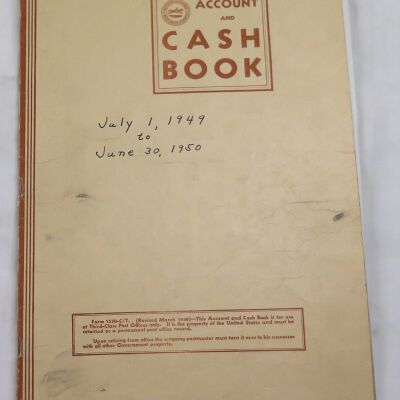 ACCOUNT
AND
CASH
BOOK
July 1, 1949
to
June 30, 1950
Form 1550-C/T. (Revised March 1949)—This Account and Cash Book is for use
at Third-Class Post Offices only. It is the property of the United States and must be
retained as a permanent post office record.
Upon retiring from office the outgoing postmaster must turn it over to his successor
with all other Government property.